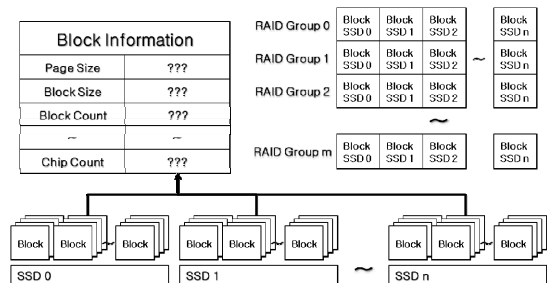 Block Information
Page Size ???
Block Size ???
Block Count ???
~ ~
Chip Count ???
RAID Group 0 Block SSD 0 Block SSD 1 Block SSD 2 Block SSD n
RAID Group 1 Block SSD 0 Block SSD 1 Block SSD 2 ~ Block SSD n
RAID Group 2 Block SSD 0 Block SSD 1 Block SSD 2 Block SSD n
~
RAID Group m Block SSD 0 Block SSD 1 Block SSD 2 Block SSD n
Block Block ~ Block Block Block ~ Block Block Block ~ Block
SSD 0 SSD 1 ~ SSD n